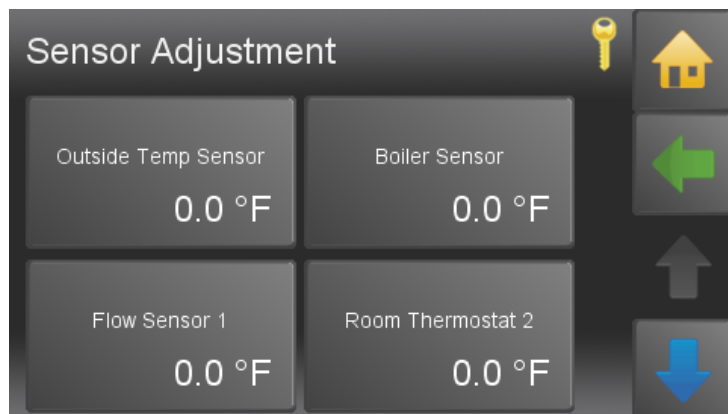 Sensor Adjustment
Outside Temp Sensor
0.0 °F
Boiler Sensor
0.0 °F
Flow Sensor 1
0.0 °F
Room Thermostat 2
0.0 °F